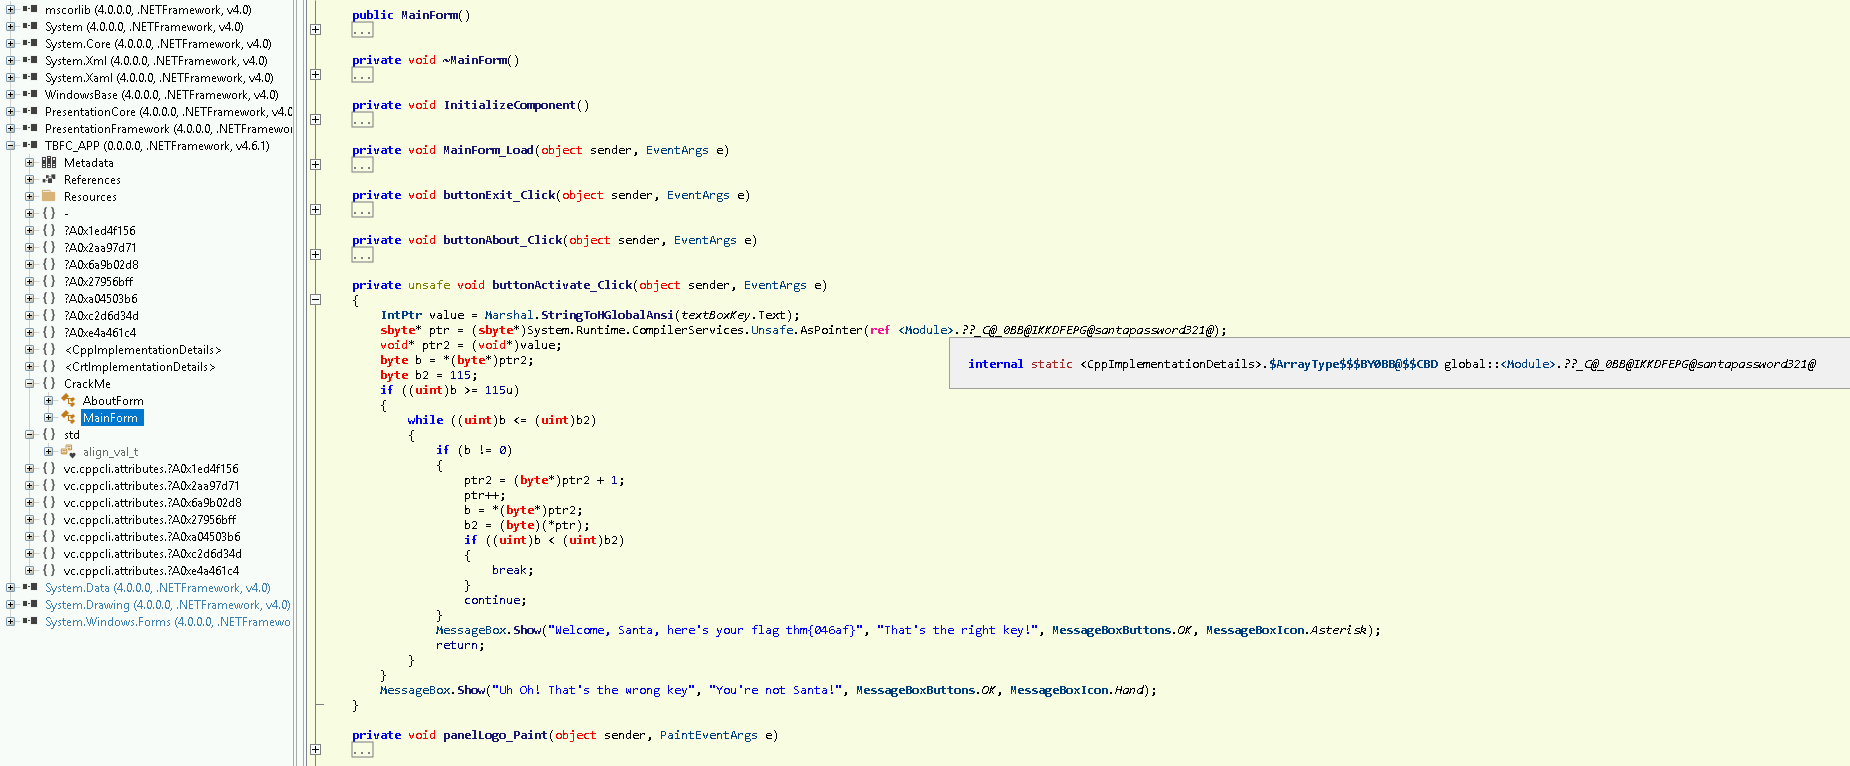 mscorlib (4.0.0.0, .NETFramework, v4.0)
System (4.0.0.0, .NETFramework, v4.0)
System.Core (4.0.0.0, .NETFramework, v4.0)
System.Xml (4.0.0.0, .NETFramework, v4.0)
System.Xaml (4.0.0.0, .NETFramework, v4.0)
WindowsBase (4.0.0.0, .NETFramework, v4.0)
PresentationCore (4.0.0.0, .NETFramework, v4.0
PresentationFramework (4.0.0.0, .NETFramewor
TBFC_APP (0.0.0.0, .NETFramework, v4.6.1)
Metadata
References
Resources
{ } -
{ } ?A0x1ed4f156
{ } ?A0x2aa97d71
{ } ?A0x6a9b02d8
{ } ?A0x27956bff
{ } ?A0xa04503b6
{ } ?A0xc2d6d34d
{ } ?A0xe4a461c4
{ } <CppImplementationDetails>
{ } <CrtImplementationDetails>
{ } CrackMe
AboutForm
MainForm
{ } std
align_val_t
{ } vc.cppcli.attributes.?A0x1ed4f156
{ } vc.cppcli.attributes.?A0x2aa97d71
{ } vc.cppcli.attributes.?A0x6a9b02d8
{ } vc.cppcli.attributes.?A0x27956bff
{ } vc.cppcli.attributes.?A0xa04503b6
{ } vc.cppcli.attributes.?A0xc2d6d34d
{ } vc.cppcli.attributes.?A0xe4a461c4
System.Data (4.0.0.0, .NETFramework, v4.0)
System.Drawing (4.0.0.0, .NETFramework, v4.0)
System.Windows.Forms (4.0.0.0, .NETFramewo
public MainForm()
...
private void ~MainForm()
...
private void InitializeComponent()
...
private void MainForm_Load(object sender, EventArgs e)
...
private void buttonExit_Click(object sender, EventArgs e)
...
private void buttonAbout_Click(object sender, EventArgs e)
...
private unsafe void buttonActivate_Click(object sender, EventArgs e)
{
IntPtr value = Marshal.StringToHGlobalAnsi(textBoxKey.Text);
sbyte* ptr = (sbyte*)System.Runtime.CompilerServices.Unsafe.AsPointer(ref <Module>.??_C@_0BB@IKKDFEPG@santapassword321@);
void* ptr2 = (void*)value;
internal static <CppImplementationDetails>.$ArrayType$$$BY0BB@$$CBD global::<Module>.??_C@_0BB@IKKDFEPG@santapassword321@
byte b = *(byte*)ptr2;
byte b2 = 115;
if ((uint)b >= 115u)
{
while ((uint)b <= (uint)b2)
{
if (b != 0)
{
ptr2 = (byte*)ptr2 + 1;
ptr++;
b = *(byte*)ptr2;
b2 = (byte)(*ptr);
if ((uint)b < (uint)b2)
{
break;
}
continue;
}
MessageBox.Show("Welcome, Santa, here's your flag thm{046af}", "That's the right key!", MessageBoxButtons.OK, MessageBoxIcon.Asterisk);
return;
}
}
MessageBox.Show("Uh Oh! That's the wrong key", "You're not Santa!", MessageBoxButtons.OK, MessageBoxIcon.Hand);
}
private void panelLogo_Paint(object sender, PaintEventArgs e)
...